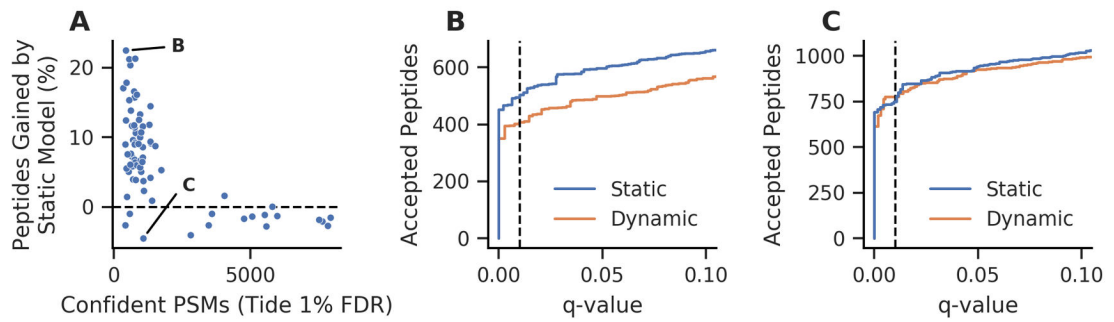 A
Peptides Gained by
Static Model (%)
20
10
0
B
C
0
5000
Confident PSMs (Tide 1% FDR)
B
Accepted Peptides
600
400
200
0
Static
Dynamic
0.00
0.05
0.10
q-value
C
Accepted Peptides
1000
750
500
250
0
Static
Dynamic
0.00
0.05
0.10
q-value